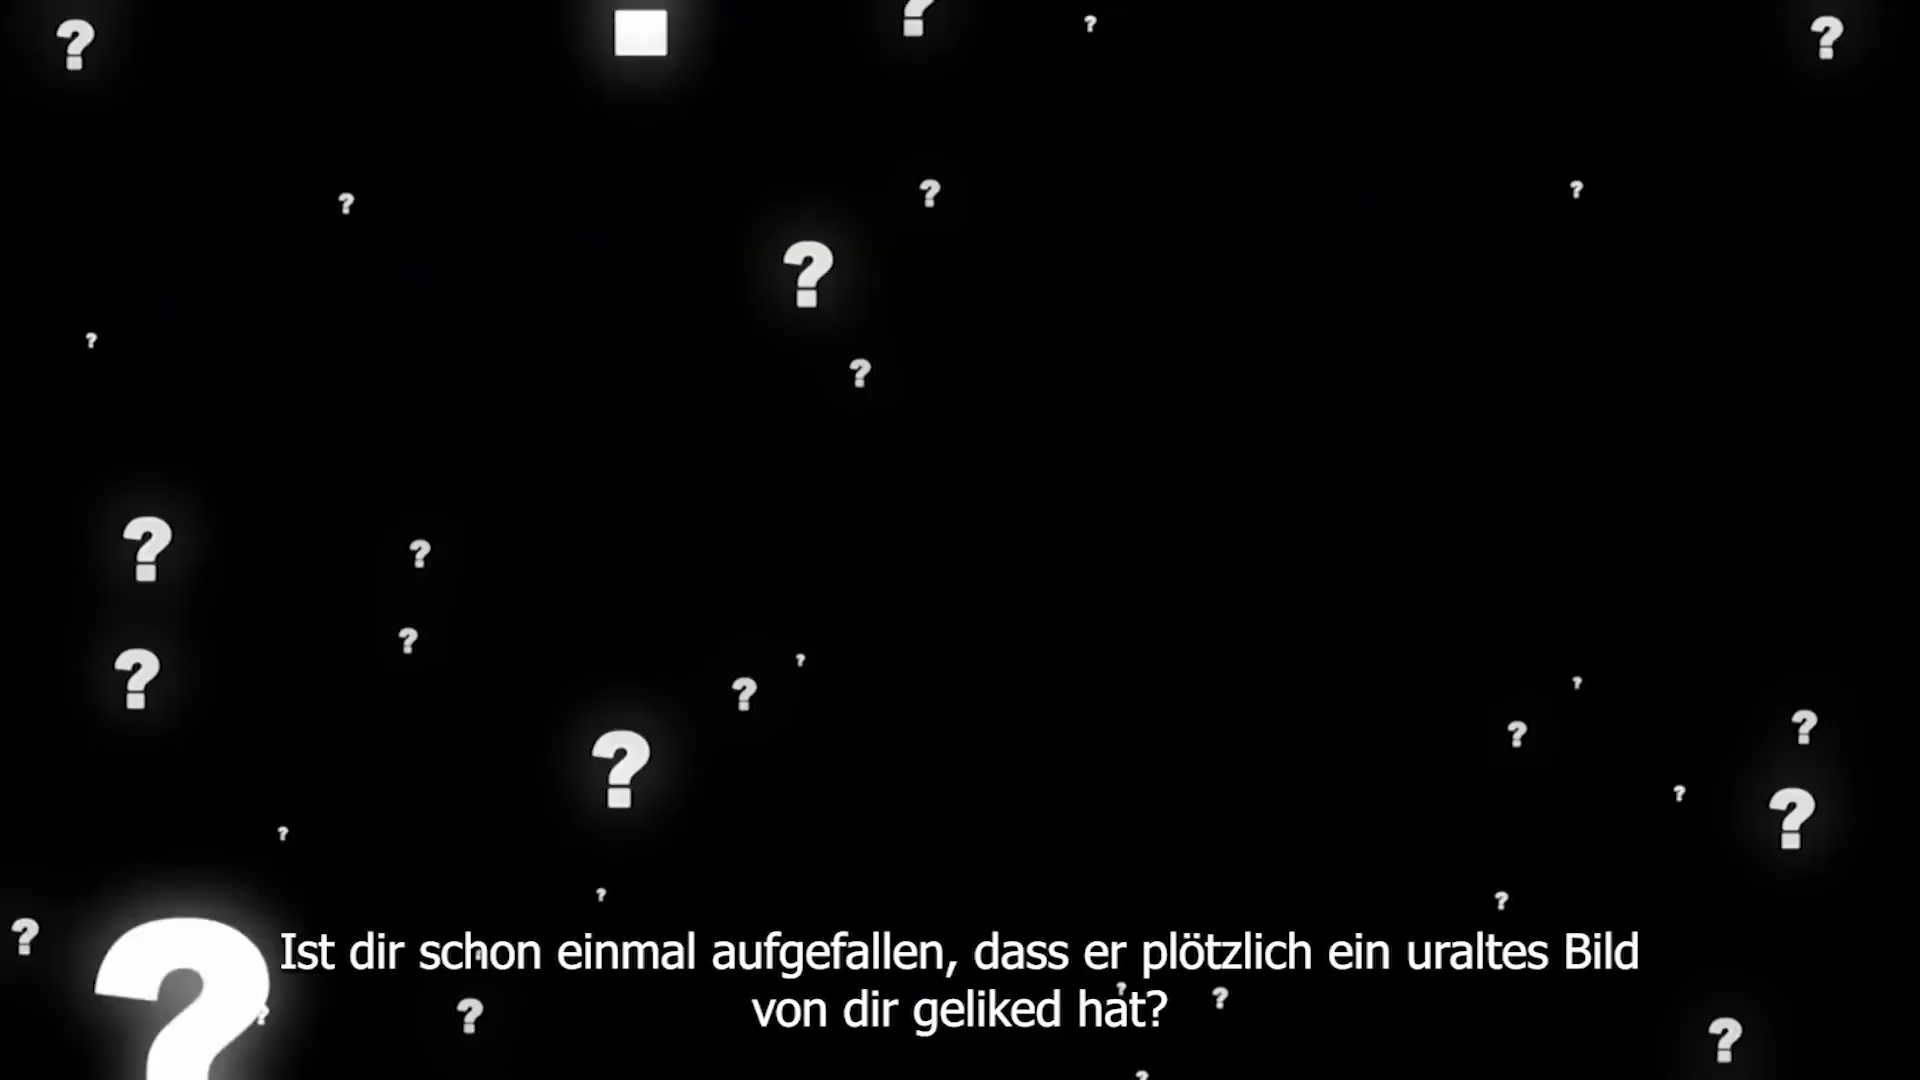 Ist dir schon einmal aufgefallen, dass er plötzlich ein uraltes Bild
von dir geliked hat?